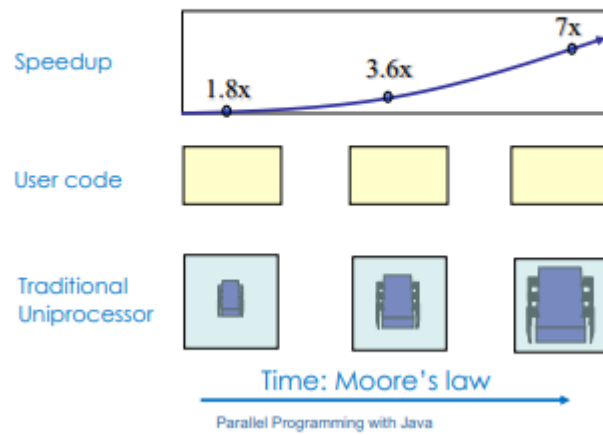 Speedup
1.8x
3.6x
7x
User code
Traditional
Uniprocessor
Time: Moore's law
Parallel Programming with Java